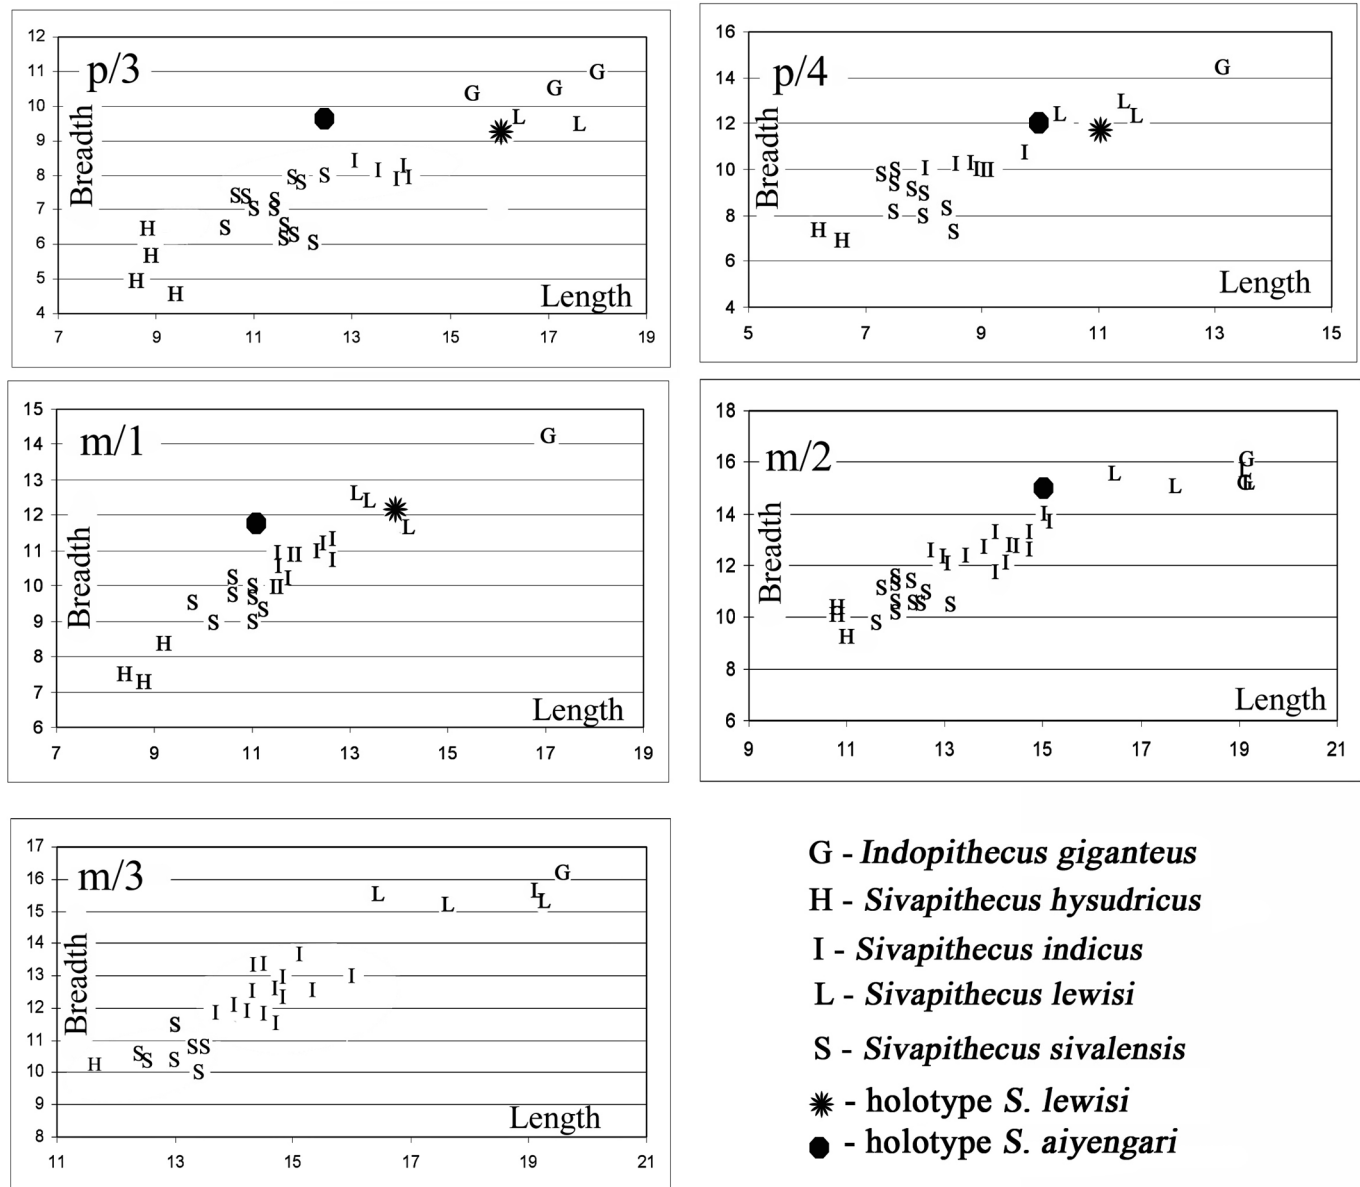 p/3
Breadth
Length
12
11
10
9
8
7
6
5
4
7 9 11 13 15 17 19
G G G
L L
I I I I I
S S S S S S S S S S S S S S
H H H H
p/4
Breadth
Length
16
14
12
10
8
6
4
5 7 9 11 13 15
G
L L L
I I I I I I I
S S S S S S S S S S
H H
m/1
Breadth
Length
15
14
13
12
11
10
9
8
7
6
7 9 11 13 15 17 19
G
L L L
I I I I I I I I I I I
S S S S S S S S S
H H H
m/2
Breadth
Length
18
16
14
12
10
8
6
9 11 13 15 17 19 21
G
L L L
G L
I I I I I I I I I I I I I I I
S S S S S S S S S S S S
H H H
m/3
Breadth
Length
17
16
15
14
13
12
11
10
9
8
11 13 15 17 19 21
G
L L L L
I I I I I I I I I I I I I I I
S S S S S S S
H
G - Indopithecus giganteus
H - Sivapithecus hysudricus
I - Sivapithecus indicus
L - Sivapithecus lewisi
S - Sivapithecus sivalensis
- holotype S. lewisi
- holotype S. aiyengari